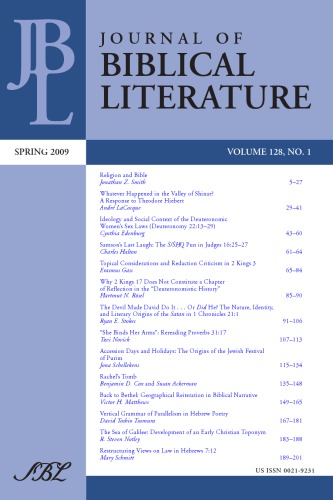 JBL
JOURNAL OF
BIBLICAL
LITERATURE
SPRING 2009
VOLUME 128, NO. 1
Religion and Bible
Jonathan Z. Smith 5–27
Whatever Happened in the Valley of Shinar?
A Response to Theodore Hiebert
André LaCocque 29–41
Ideology and Social Context of the Deuteronomic
Women's Sex Laws (Deuteronomy 22:13–29)
Cynthia Edenburg 43–60
Samson's Last Laugh: The Ś/ŠḤQ Pun in Judges 16:25–27
Charles Halton 61–64
Topical Considerations and Redaction Criticism in 2 Kings 3
Erasmus Gass 65–84
Why 2 Kings 17 Does Not Constitute a Chapter
of Reflection in the "Deuteronomistic History"
Hartmut N. Rösel 85–90
The Devil Made David Do It . . . Or Did He? The Nature, Identity,
and Literary Origins of the Satan in 1 Chronicles 21:1
Ryan E. Stokes 91–106
"She Binds Her Arms": Rereading Proverbs 31:17
Tzvi Novick 107–113
Accession Days and Holidays: The Origins of the Jewish Festival
of Purim
Jona Schellekens 115–134
Rachel's Tomb
Benjamin D. Cox and Susan Ackerman 135–148
Back to Bethel: Geographical Reiteration in Biblical Narrative
Victor H. Matthews 149–165
Vertical Grammar of Parallelism in Hebrew Poetry
David Toshio Tsumura 167–181
The Sea of Galilee: Development of an Early Christian Toponym
R. Steven Notley 183–188
Restructuring Views on Law in Hebrews 7:12
Mary Schmitt 189–201
SBL
US ISSN 0021-9231